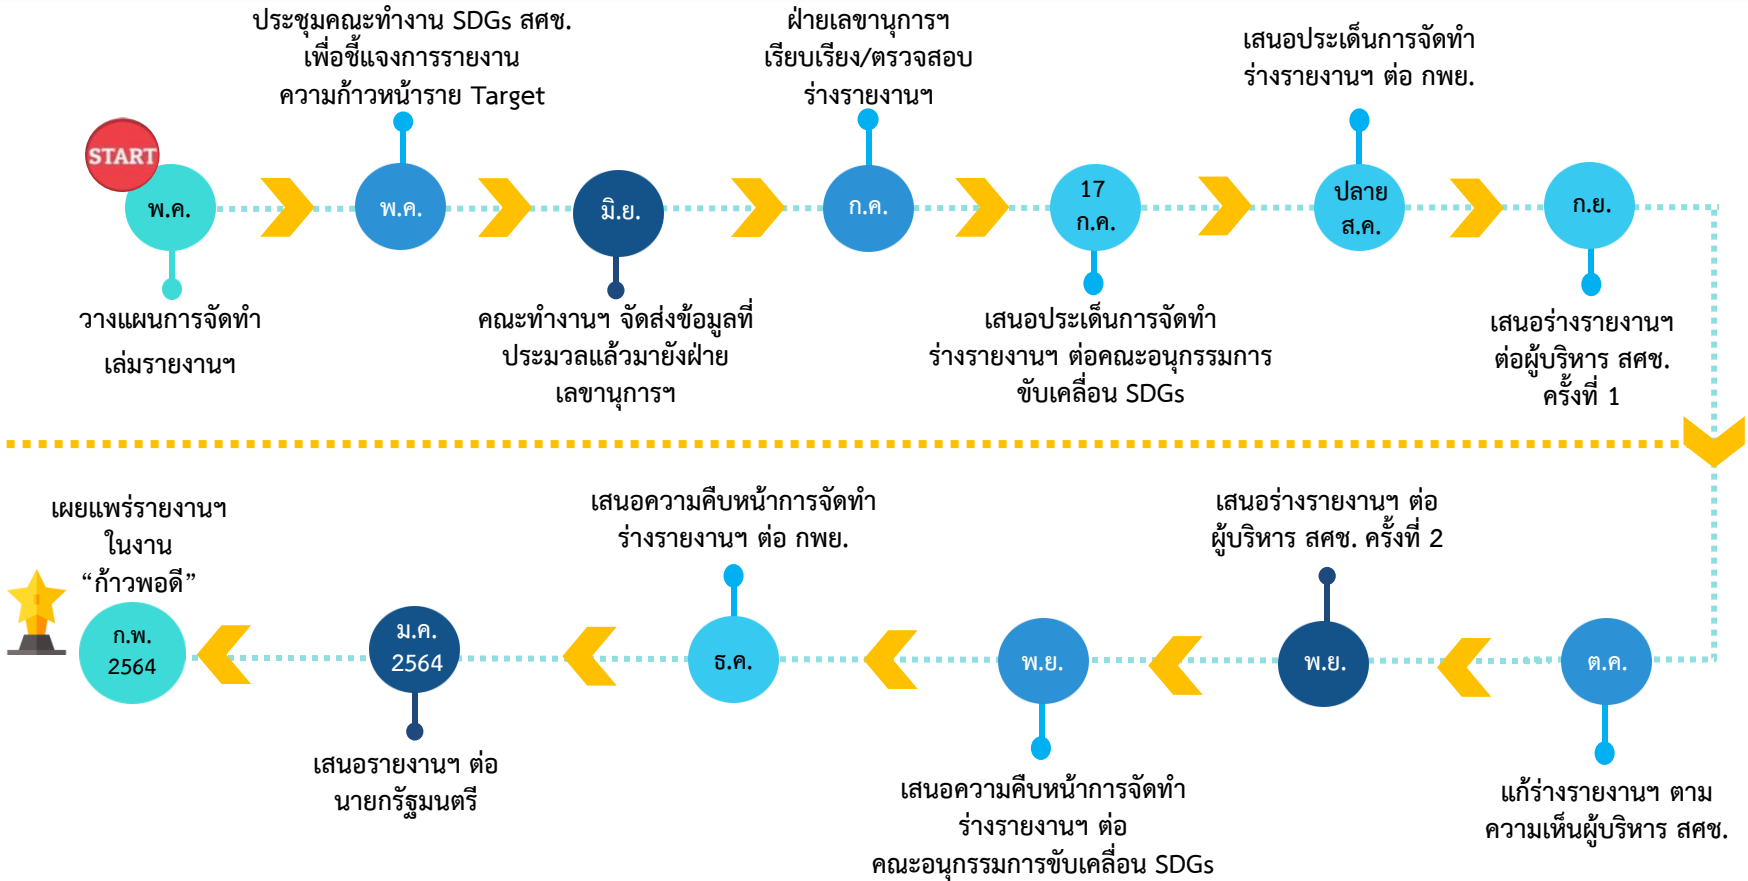 START
พ.ค.
วางแผนการจัดทำ
เล่มรายงานฯ
ประชุมคณะทำงาน SDGs สศช.
เพื่อชี้แจงการรายงาน
ความก้าวหน้าราย Target
พ.ค.
มิ.ย.
คณะทำงานฯ จัดส่งข้อมูลที่
ประมวลแล้วมายังฝ่าย
เลขานุการฯ
ฝ่ายเลขานุการฯ
เรียบเรียง/ตรวจสอบ
ร่างรายงานฯ
ก.ค.
17
ก.ค.
เสนอประเด็นการจัดทำ
ร่างรายงานฯ ต่อคณะอนุกรรมการ
ขับเคลื่อน SDGs
เสนอประเด็นการจัดทำ
ร่างรายงานฯ ต่อ กพย.
ปลาย
ส.ค.
ก.ย.
เสนอร่างรายงานฯ
ต่อผู้บริหาร สศช.
ครั้งที่ 1
ต.ค.
แก้ร่างรายงานฯ ตาม
ความเห็นผู้บริหาร สศช.
เสนอร่างรายงานฯ ต่อ
ผู้บริหาร สศช. ครั้งที่ 2
พ.ย.
พ.ย.
เสนอความคืบหน้าการจัดทำ
ร่างรายงานฯ ต่อ
คณะอนุกรรมการขับเคลื่อน SDGs
เสนอความคืบหน้าการจัดทำ
ร่างรายงานฯ ต่อ กพย.
ธ.ค.
ม.ค.
2564
เสนอรายงานฯ ต่อ
นายกรัฐมนตรี
เผยแพร่รายงานฯ
ในงาน
“ก้าวพอดี”
ก.พ.
2564